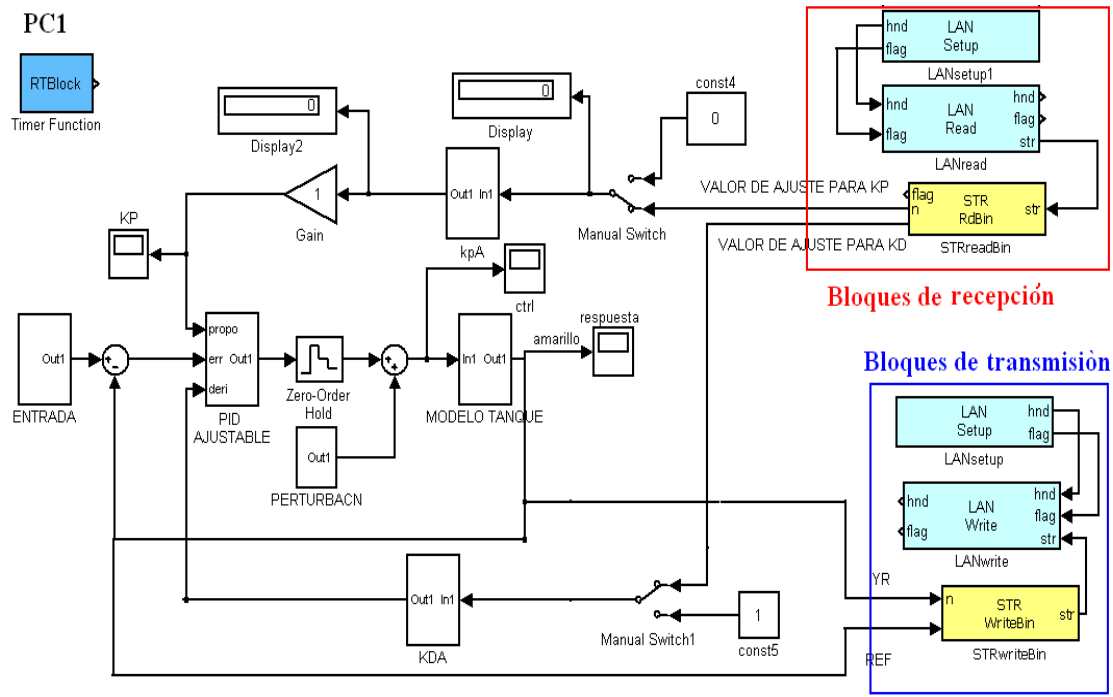 PC1
RTBlock
Timer Function
0
Display2
0
Display
const4
0
hnd
flag
LAN
Setup
LANsetup1
hnd
flag
LAN
Read
hnd
flag
str
LANread
flag
n
STR
RdBin
str
STRreadBin
VALOR DE AJUSTE PARA KP
VALOR DE AJUSTE PARA KD
Manual Switch
Out1 In1
kpA
1
Gain
KP
ctrl
Bloques de recepción
Out1
ENTRADA
+
-
propo
err
deri
Out1
PID
AJUSTABLE
Zero-Order
Hold
+
+
In1 Out1
MODELO TANQUE
amarillo
respuesta
Out1
PERTURBACN
Bloques de transmisiòn
LAN
Setup
hnd
flag
LANsetup
hnd
flag
LAN
Write
hnd
flag
str
LANwrite
YR
REF
n
STR
WriteBin
str
STRwriteBin
Out1 In1
KDA
Manual Switch1
1
const5